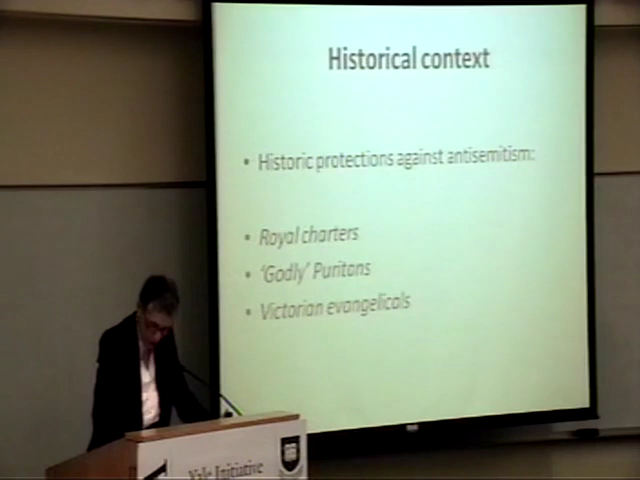 Historical context
• Historic protections against antisemitism:
• Royal charters
• 'Godly' Puritans
• Victorian evangelicals
Yale Initiative